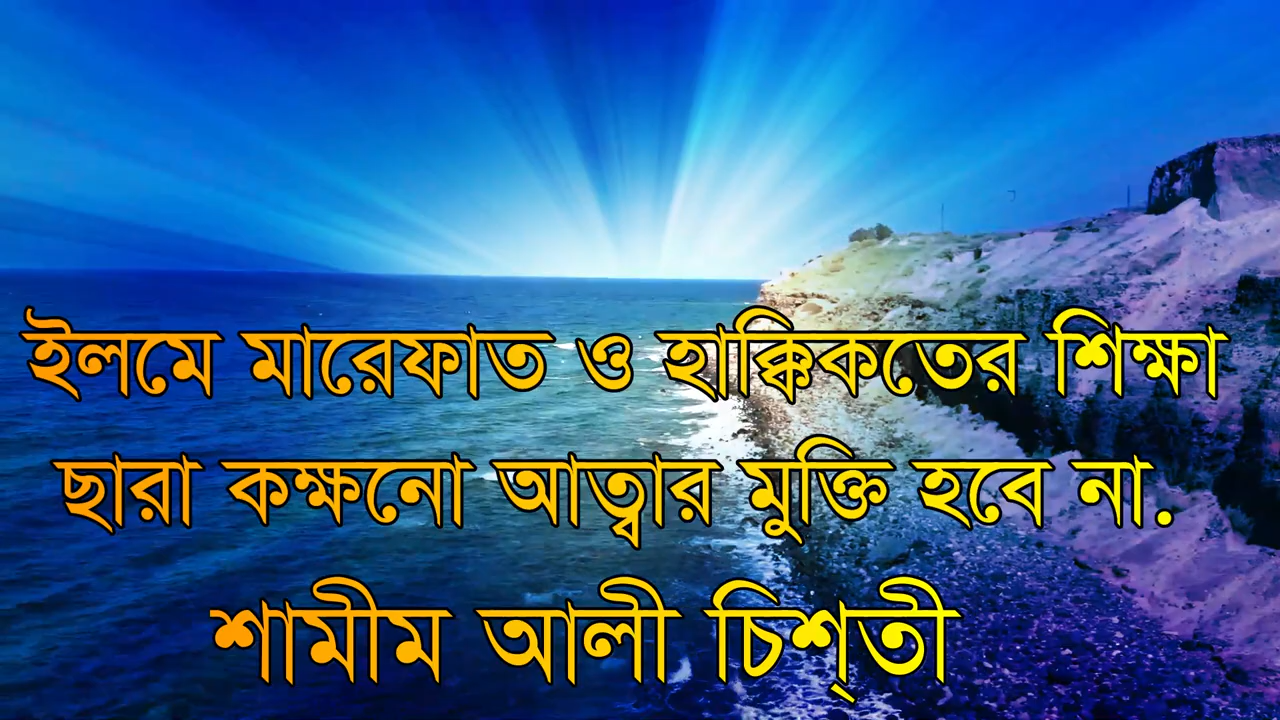 ইলমে মারেফাত ও হাক্কিকতের শিক্ষা
ছারা কক্ষনো আত্বার মুক্তি হবে না.
শামীম আলী চিশ্‌তী